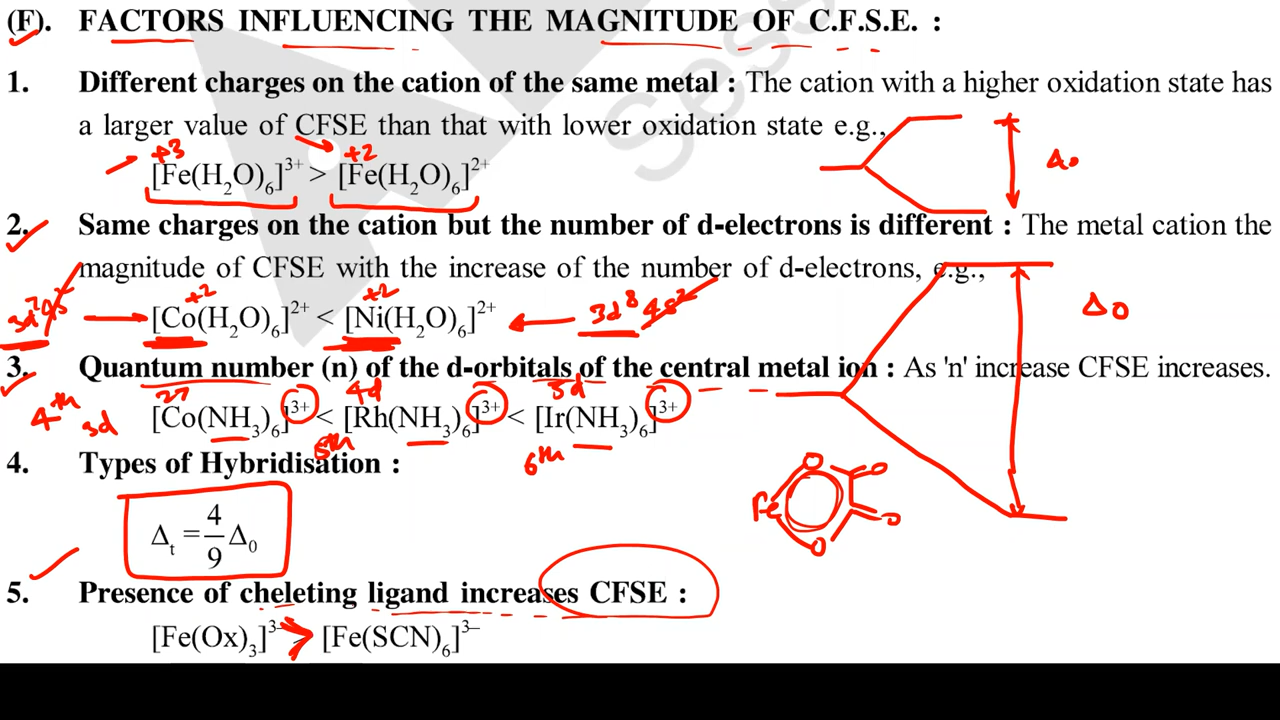 (F). FACTORS INFLUENCING THE MAGNITUDE OF C.F.S.E. :
1. Different charges on the cation of the same metal : The cation with a higher oxidation state has
a larger value of CFSE than that with lower oxidation state e.g.,
+3 +2
[Fe(H₂O)₆]³⁺ > [Fe(H₂O)₆]²⁺
Δ₀
2. Same charges on the cation but the number of d-electrons is different : The metal cation the
magnitude of CFSE with the increase of the number of d-electrons, e.g.,
+2 +2
3d⁷4s² [Co(H₂O)₆]²⁺ < [Ni(H₂O)₆]²⁺ 3d⁸ 4s²
Δ₀
3. Quantum number (n) of the d-orbitals of the central metal ion : As 'n' increase CFSE increases.
27 4d 5d
4th 3d [Co(NH₃)₆]³⁺ < [Rh(NH₃)₆]³⁺ < [Ir(NH₃)₆]³⁺
5th 6th
4. Types of Hybridisation :
Δₜ = 4/9 Δ₀
Fe O O O O
5. Presence of cheleting ligand increases CFSE :
[Fe(Ox)₃]³⁻ > [Fe(SCN)₆]³⁻